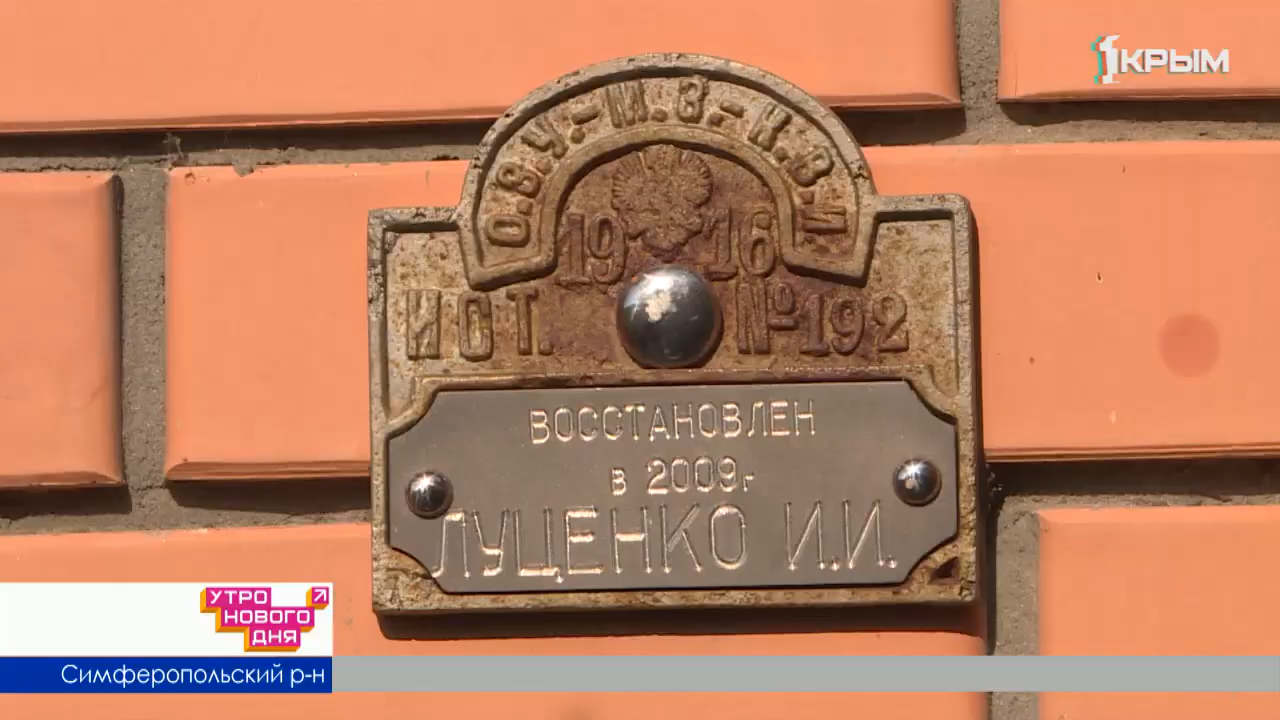 1КРЫМ
О.В.У.-М.З.-К.В.И.
1916
ИСТ. №192
ВОССТАНОВЛЕН
в 2009г
ЛУЦЕНКО И.И.
УТРО
НОВОГО
ДНЯ
Симферопольский р-н